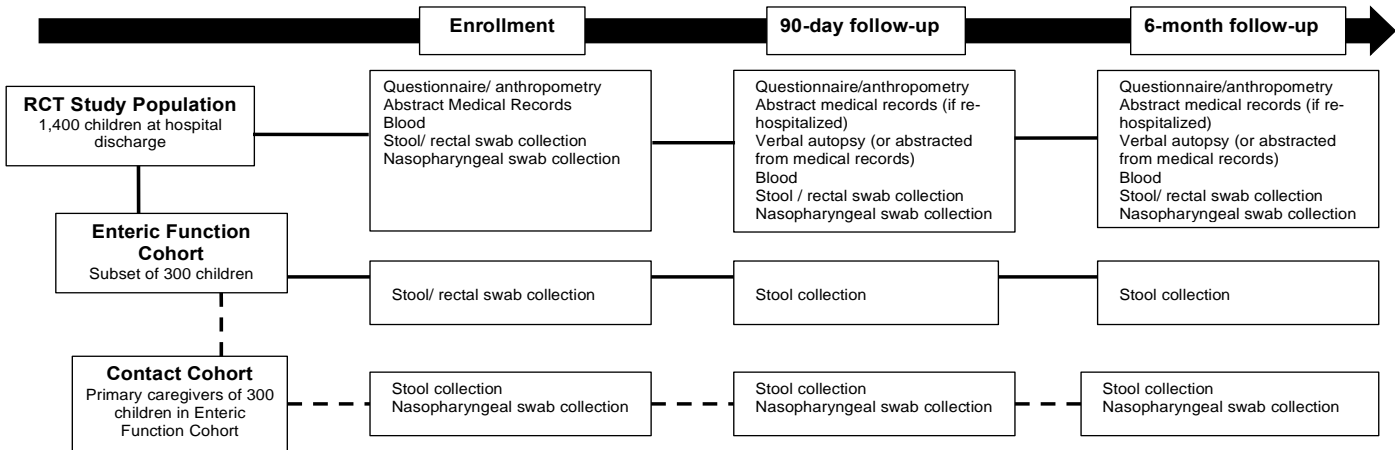 Enrollment
90-day follow-up
6-month follow-up
RCT Study Population
1,400 children at hospital
discharge
Questionnaire/ anthropometry
Abstract Medical Records
Blood
Stool/ rectal swab collection
Nasopharyngeal swab collection
Questionnaire/anthropometry
Abstract medical records (if re-
hospitalized)
Verbal autopsy (or abstracted
from medical records)
Blood
Stool / rectal swab collection
Nasopharyngeal swab collection
Questionnaire/anthropometry
Abstract medical records (if re-
hospitalized)
Verbal autopsy (or abstracted
from medical records)
Blood
Stool/ rectal swab collection
Nasopharyngeal swab collection
Enteric Function
Cohort
Subset of 300 children
Stool/ rectal swab collection
Stool collection
Stool collection
Contact Cohort
Primary caregivers of 300
children in Enteric
Function Cohort
Stool collection
Nasopharyngeal swab collection
Stool collection
Nasopharyngeal swab collection
Stool collection
Nasopharyngeal swab collection